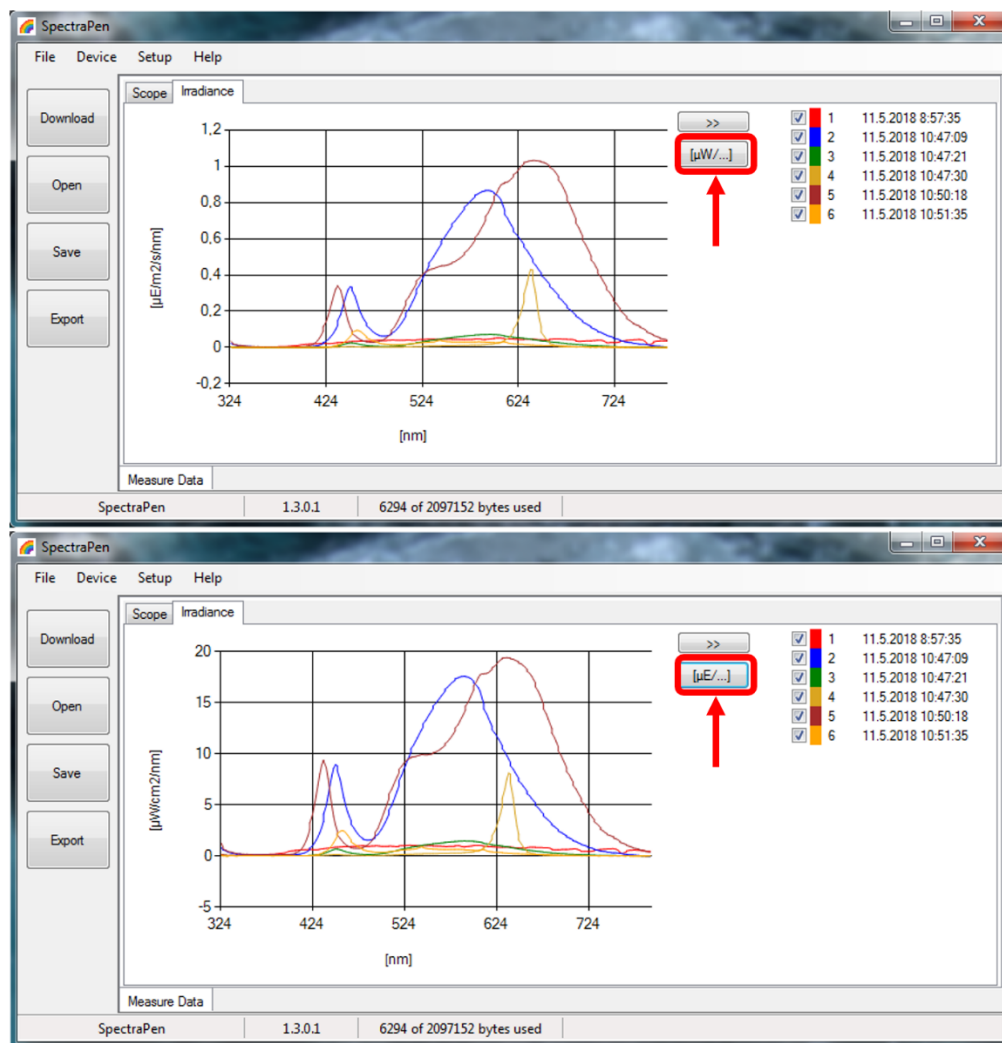 SpectraPen
File Device Setup Help
Download
Open
Save
Export
Scope Irradiance
1,2
1
0,8
0,6
0,4
0,2
0
-0,2
[µE/m2/s/nm]
324 424 524 624 724
[nm]
>>
[µW/...]
1 11.5.2018 8:57:35
2 11.5.2018 10:47:09
3 11.5.2018 10:47:21
4 11.5.2018 10:47:30
5 11.5.2018 10:50:18
6 11.5.2018 10:51:35
Measure Data
SpectraPen 1.3.0.1 6294 of 2097152 bytes used
SpectraPen
File Device Setup Help
Download
Open
Save
Export
Scope Irradiance
20
15
10
5
0
-5
[µW/cm2/nm]
324 424 524 624 724
[nm]
>>
[µE/...]
1 11.5.2018 8:57:35
2 11.5.2018 10:47:09
3 11.5.2018 10:47:21
4 11.5.2018 10:47:30
5 11.5.2018 10:50:18
6 11.5.2018 10:51:35
Measure Data
SpectraPen 1.3.0.1 6294 of 2097152 bytes used